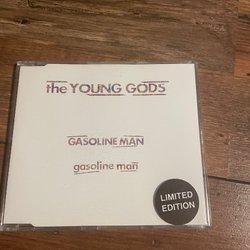 the YOUNG GODS
GASOLINE MAN
gasoline man
LIMITED
EDITION